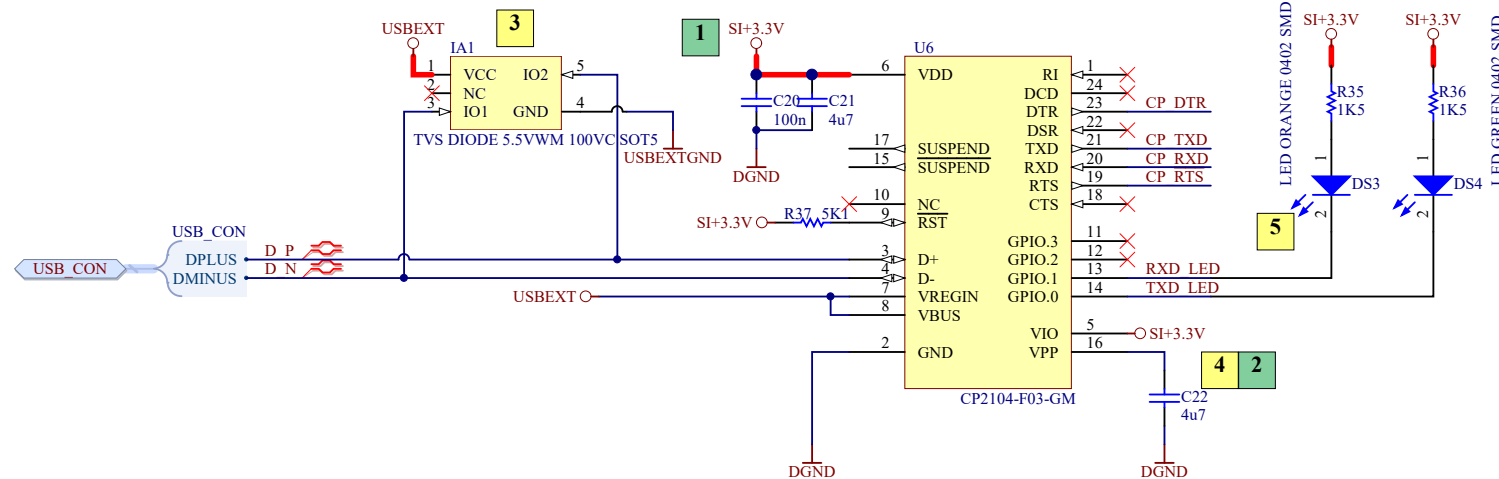 USBEXT
3
1
SI+3.3V
IA1
1 VCC IO2 5
2 NC
3 IO1 GND 4
TVS DIODE 5.5VWM 100VC SOT5
USBEXTGND
C20
100n
C21
4u7
DGND
U6
6 VDD
17 SUSPEND
15 SUSPEND
10 NC
9 RST
3 D+
4 D-
7 VREGIN
8 VBUS
2 GND
RI 1
DCD 24
DTR 23 CP_DTR
DSR 22
TXD 21 CP_TXD
RXD 20 CP_RXD
RTS 19 CP_RTS
CTS 18
GPIO.3 11
GPIO.2 12
GPIO.1 13 RXD_LED
GPIO.0 14 TXD_LED
VIO 5 SI+3.3V
VPP 16
CP2104-F03-GM
SI+3.3V R37 5K1
USB_CON
USB_CON
DPLUS D_P
DMINUS D_N
USBEXT
DGND
4 2
C22
4u7
DGND
LED ORANGE 0402 SMD
SI+3.3V
R35
1K5
1
DS3
2
5
SI+3.3V
R36
1K5
1
DS4
2
LED GREEN 0402 SMD